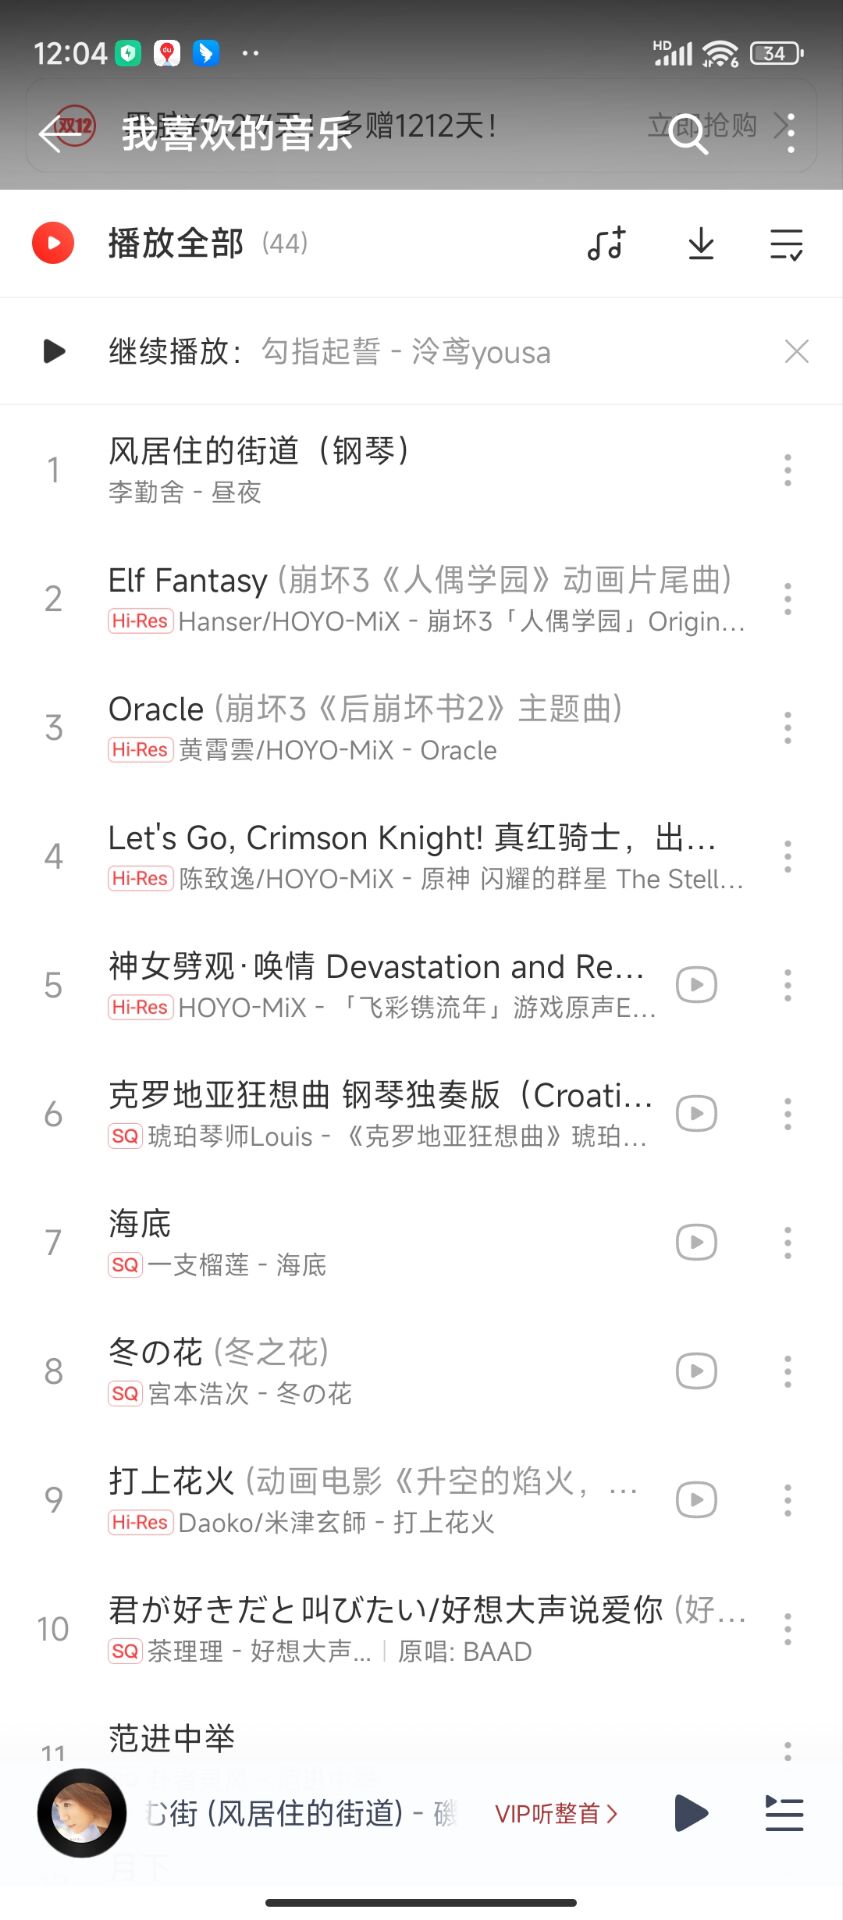 12:04
HD
6
34
双12
多赠1212天！
立即抢购
我喜欢的音乐
播放全部 (44)
继续播放：勾指起誓 - 泠鸢yousa
1
风居住的街道（钢琴）
李勤舍 - 昼夜
2
Elf Fantasy (崩坏3《人偶学园》动画片尾曲)
Hi-Res Hanser/HOYO-MiX - 崩坏3「人偶学园」Origin...
3
Oracle (崩坏3《后崩坏书2》主题曲)
Hi-Res 黄霄雲/HOYO-MiX - Oracle
4
Let's Go, Crimson Knight! 真红骑士，出...
Hi-Res 陈致逸/HOYO-MiX - 原神 闪耀的群星 The Stell...
5
神女劈观·唤情 Devastation and Re...
Hi-Res HOYO-MiX - 「飞彩镌流年」游戏原声E...
6
克罗地亚狂想曲 钢琴独奏版（Croati...
SQ 琥珀琴师Louis - 《克罗地亚狂想曲》琥珀...
7
海底
SQ 一支榴莲 - 海底
8
冬の花 (冬之花)
SQ 宮本浩次 - 冬の花
9
打上花火 (动画电影《升空的焰火，...
Hi-Res Daoko/米津玄師 - 打上花火
10
君が好きだと叫びたい/好想大声说爱你 (好...
SQ 茶理理 - 好想大声... | 原唱: BAAD
11
范进中举
む街 (风居住的街道) - 磯
VIP听整首
月下